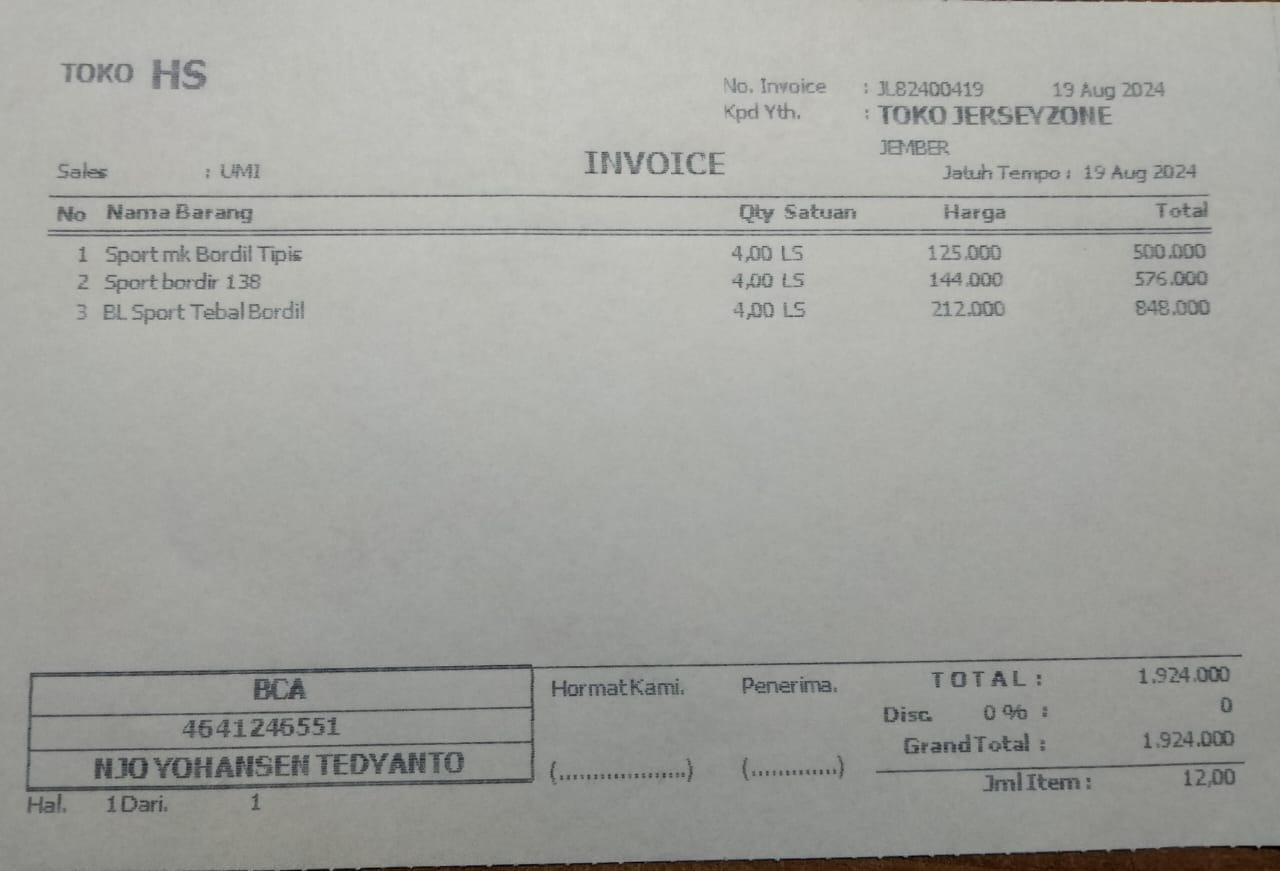 TOKO HS
No. Invoice : JL82400419 19 Aug 2024
Kpd Yth. : TOKO JERSEYZONE
JEMBER
Sales : UMI INVOICE Jatuh Tempo : 19 Aug 2024
No Nama Barang Qty Satuan Harga Total
1 Sport mk Bordil Tipis 4,00 LS 125.000 500.000
2 Sport bordir 138 4,00 LS 144.000 576.000
3 BL Sport Tebal Bordil 4,00 LS 212.000 848.000
BCA Hormat Kami. Penerima. TOTAL : 1.924.000
4641246551 Disc. 0 % : 0
Grand Total : 1.924.000
NJO YOHANSEN TEDYANTO (....................) (.............)
Jml Item : 12,00
Hal. 1 Dari. 1